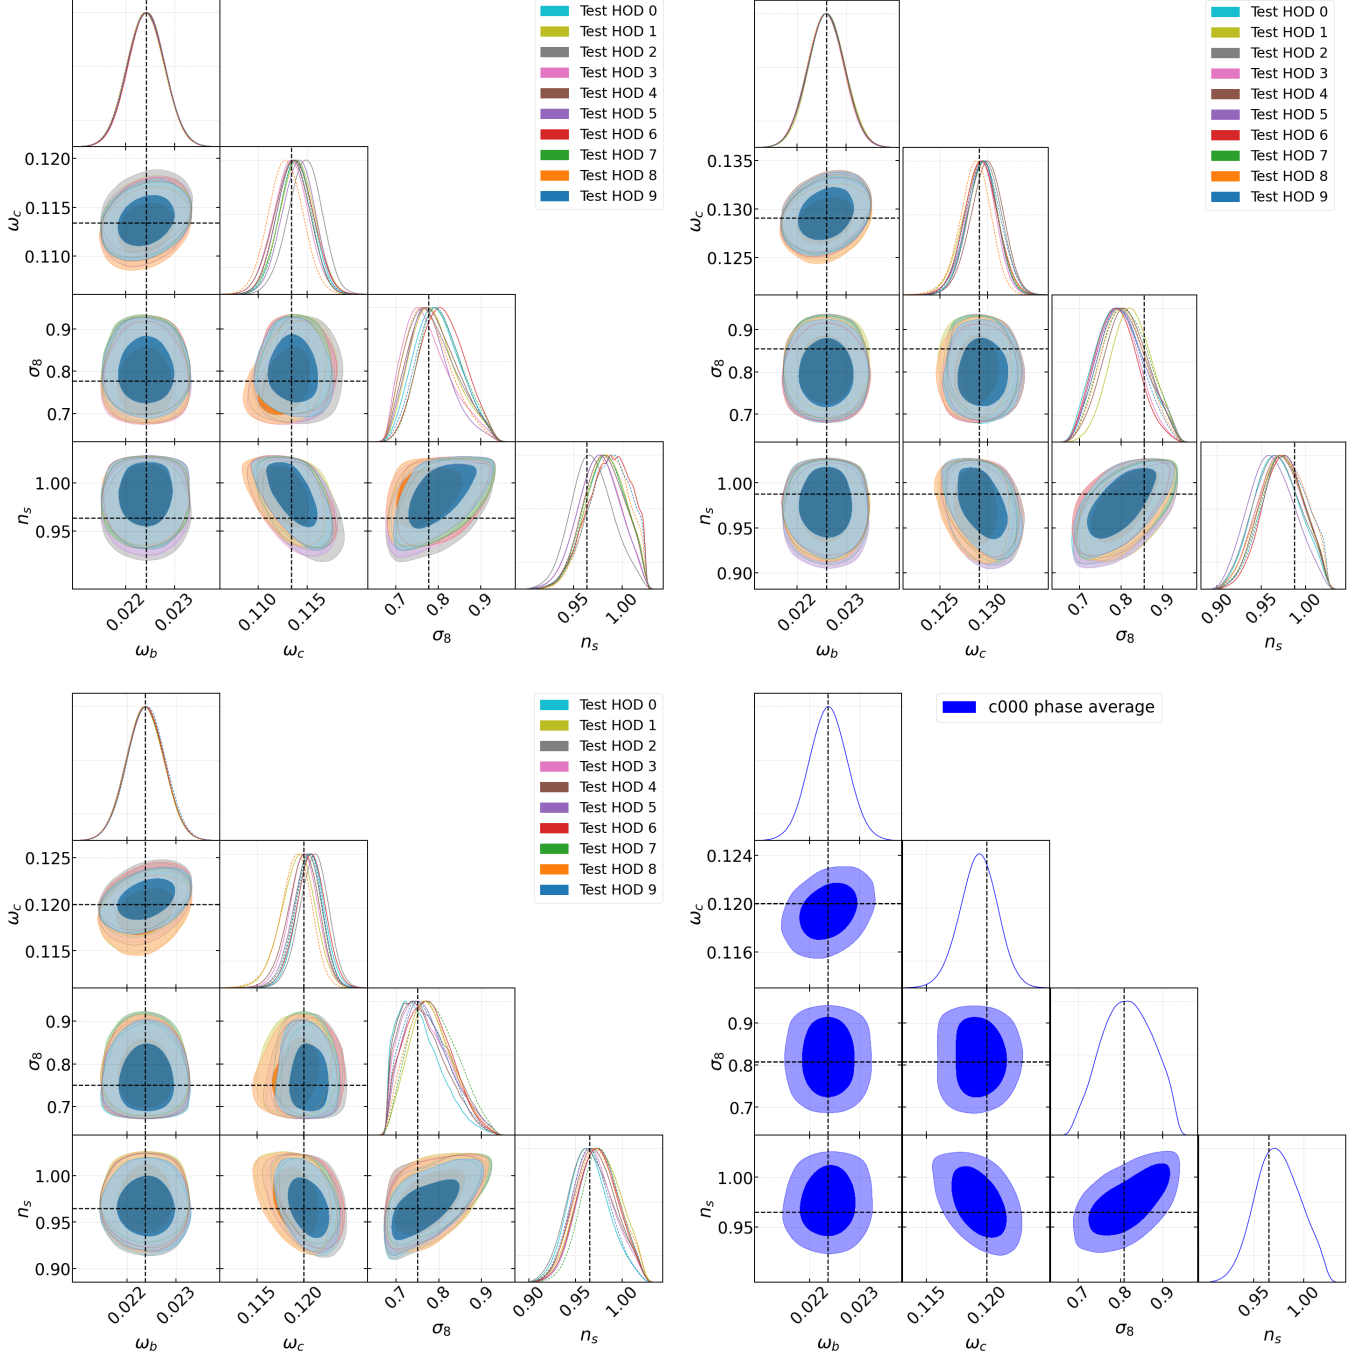 Test HOD 0
Test HOD 1
Test HOD 2
Test HOD 3
Test HOD 4
Test HOD 5
Test HOD 6
Test HOD 7
Test HOD 8
Test HOD 9
0.120
0.115
0.110
ω_c
0.9
0.8
0.7
σ_8
1.00
0.95
n_s
0.022
0.023
ω_b
0.110
0.115
ω_c
0.7
0.8
0.9
σ_8
0.95
1.00
n_s
Test HOD 0
Test HOD 1
Test HOD 2
Test HOD 3
Test HOD 4
Test HOD 5
Test HOD 6
Test HOD 7
Test HOD 8
Test HOD 9
0.135
0.130
0.125
ω_c
0.9
0.8
0.7
σ_8
1.00
0.95
0.90
n_s
0.022
0.023
ω_b
0.125
0.130
ω_c
0.7
0.8
0.9
σ_8
0.90
0.95
1.00
n_s
Test HOD 0
Test HOD 1
Test HOD 2
Test HOD 3
Test HOD 4
Test HOD 5
Test HOD 6
Test HOD 7
Test HOD 8
Test HOD 9
0.125
0.120
0.115
ω_c
0.9
0.8
0.7
σ_8
1.00
0.95
0.90
n_s
0.022
0.023
ω_b
0.115
0.120
ω_c
0.7
0.8
0.9
σ_8
0.90
0.95
1.00
n_s
c000 phase average
0.124
0.120
0.116
ω_c
0.9
0.8
0.7
σ_8
1.00
0.95
n_s
0.022
0.023
ω_b
0.115
0.120
ω_c
0.7
0.8
0.9
σ_8
0.95
1.00
n_s